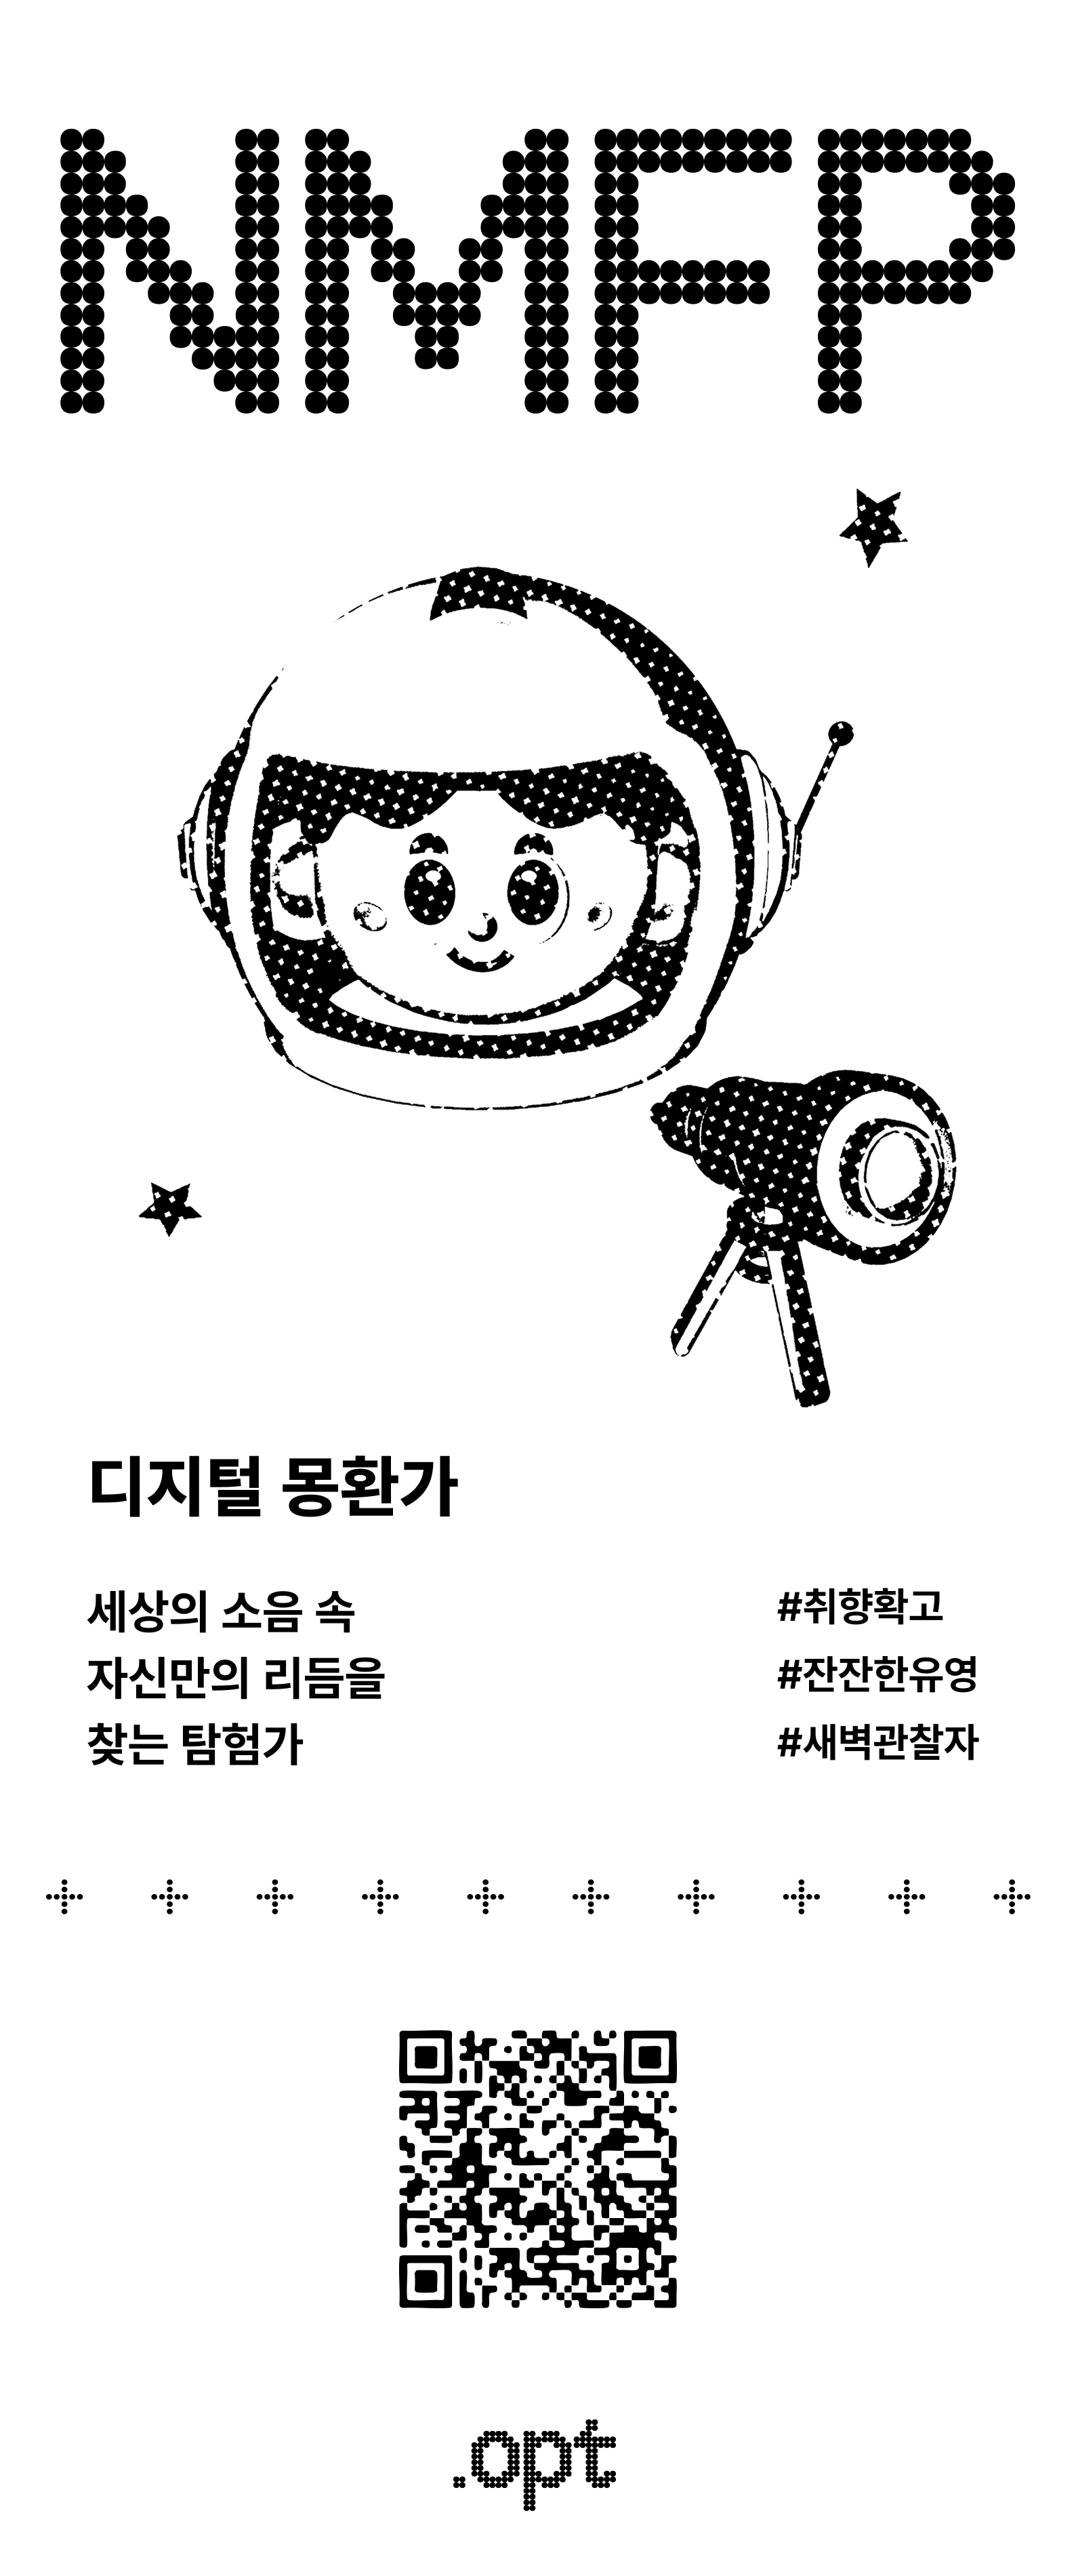 NMFP
디지털 몽환가
세상의 소음 속
자신만의 리듬을
찾는 탐험가
#취향확고
#잔잔한유영
#새벽관찰자
.opt